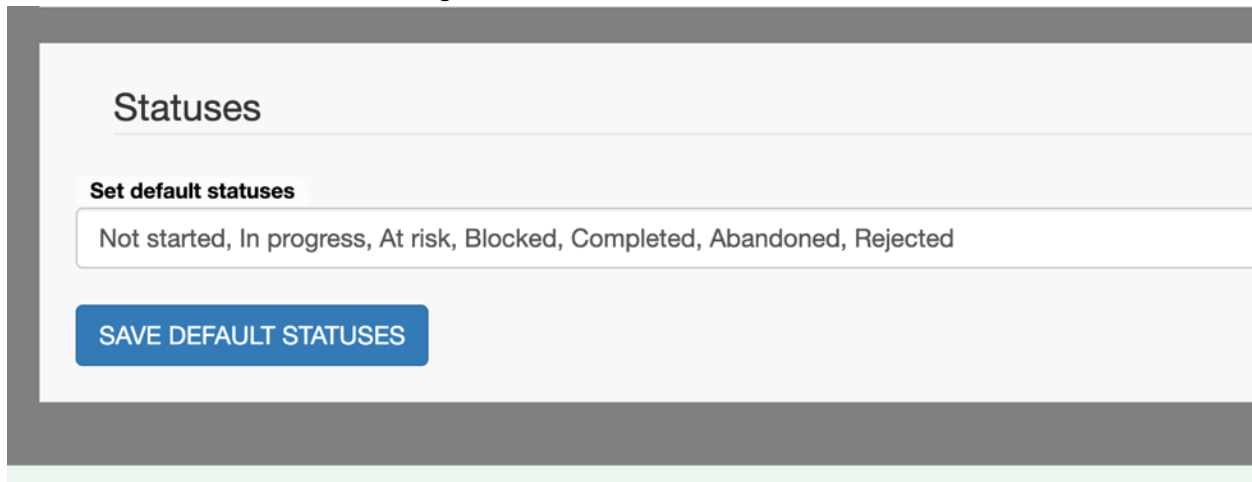 Statuses
Set default statuses
Not started, In progress, At risk, Blocked, Completed, Abandoned, Rejected
SAVE DEFAULT STATUSES